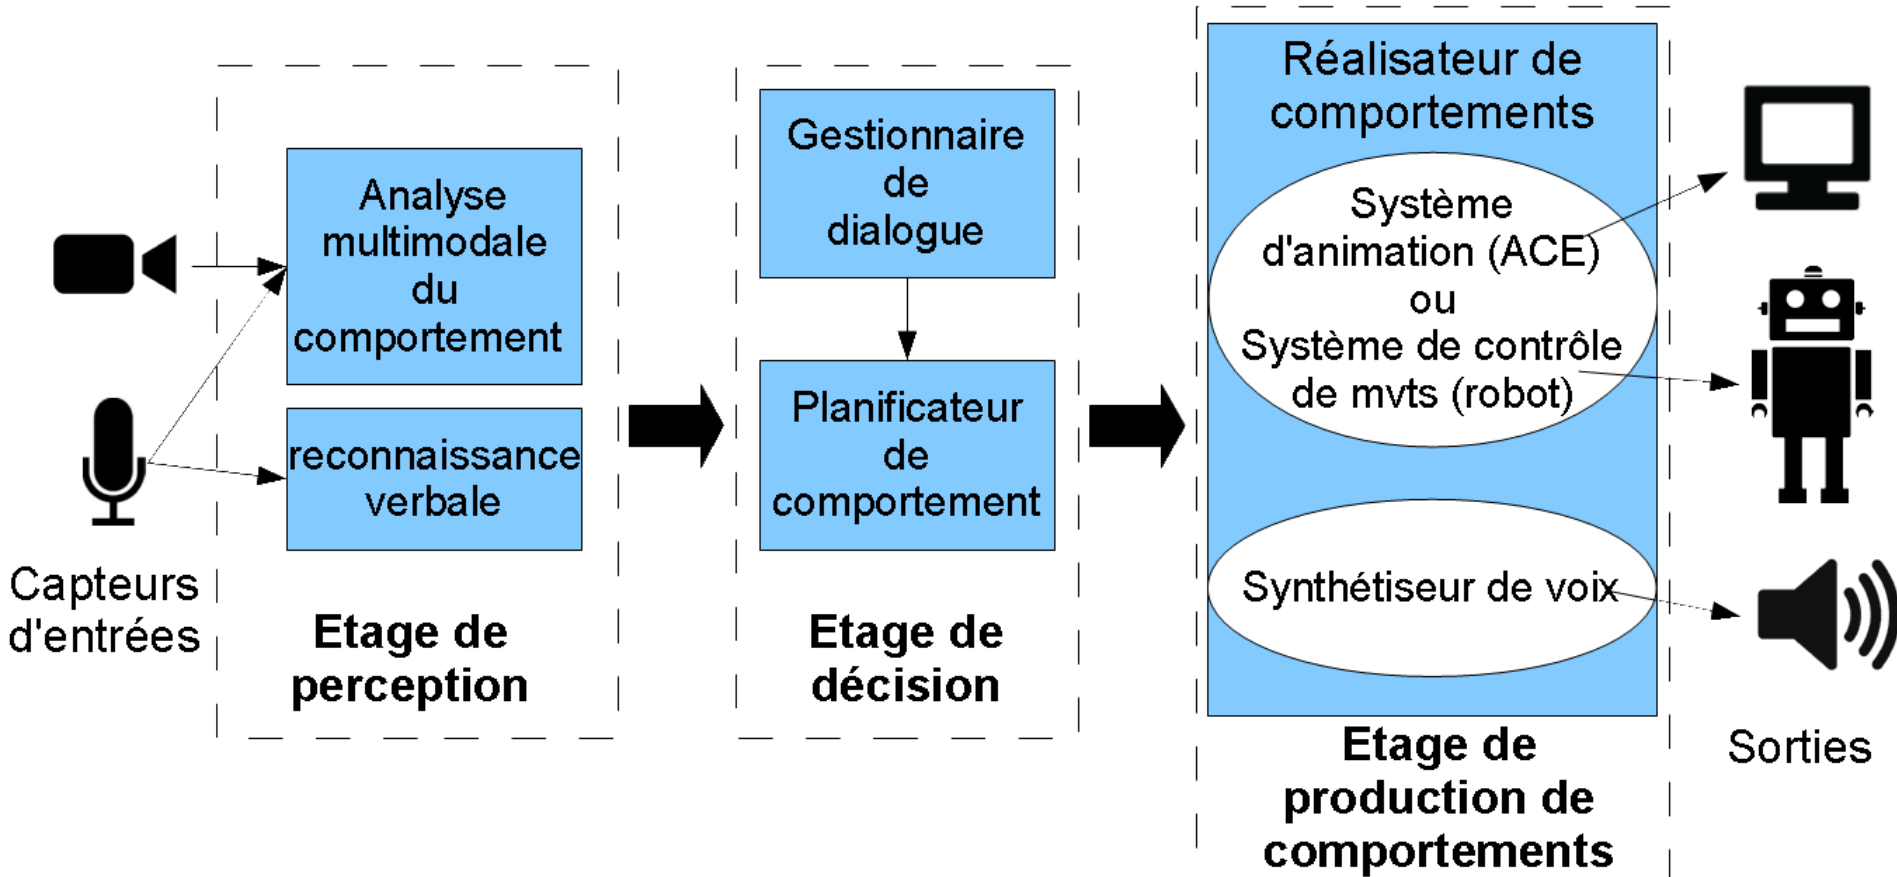 Capteurs
d'entrées
Analyse
multimodale
du
comportement
reconnaissance
verbale
Etage de
perception
Gestionnaire
de
dialogue
Planificateur
de
comportement
Etage de
décision
Réalisateur de
comportements
Système
d'animation (ACE)
ou
Système de contrôle
de mvts (robot)
Synthétiseur de voix
Etage de
production de
comportements
Sorties